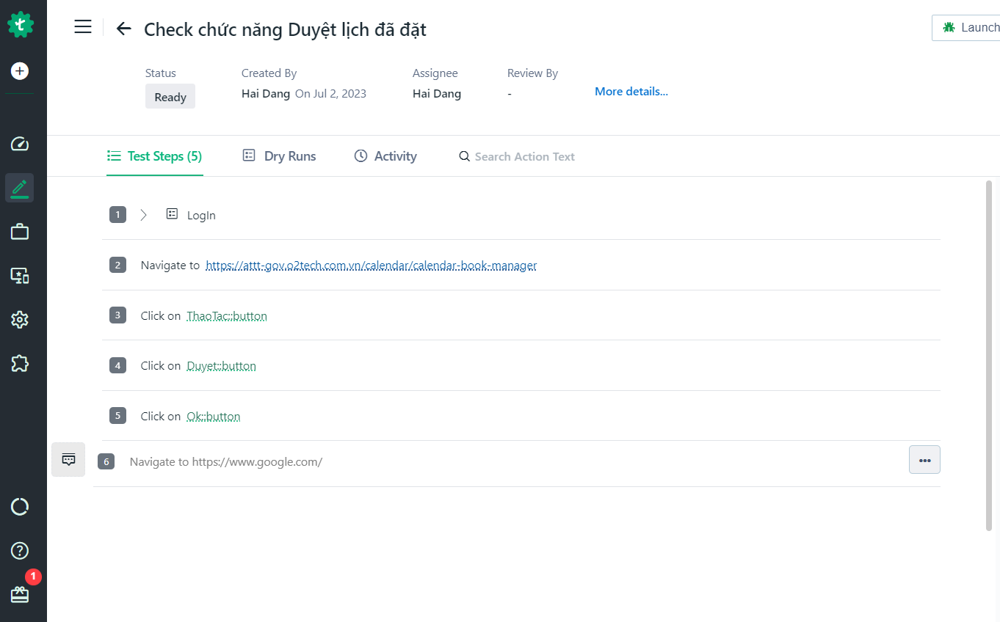 Check chức năng Duyệt lịch đã đặt
Launch
Status
Created By
Assignee
Review By
Ready
Hai Dang On Jul 2, 2023
Hai Dang
-
More details...
Test Steps (5)
Dry Runs
Activity
Search Action Text
1 LogIn
2 Navigate to https://attt-gov.o2tech.com.vn/calendar/calendar-book-manager
3 Click on ThaoTac::button
4 Click on Duyet::button
5 Click on Ok::button
6 Navigate to https://www.google.com/
1